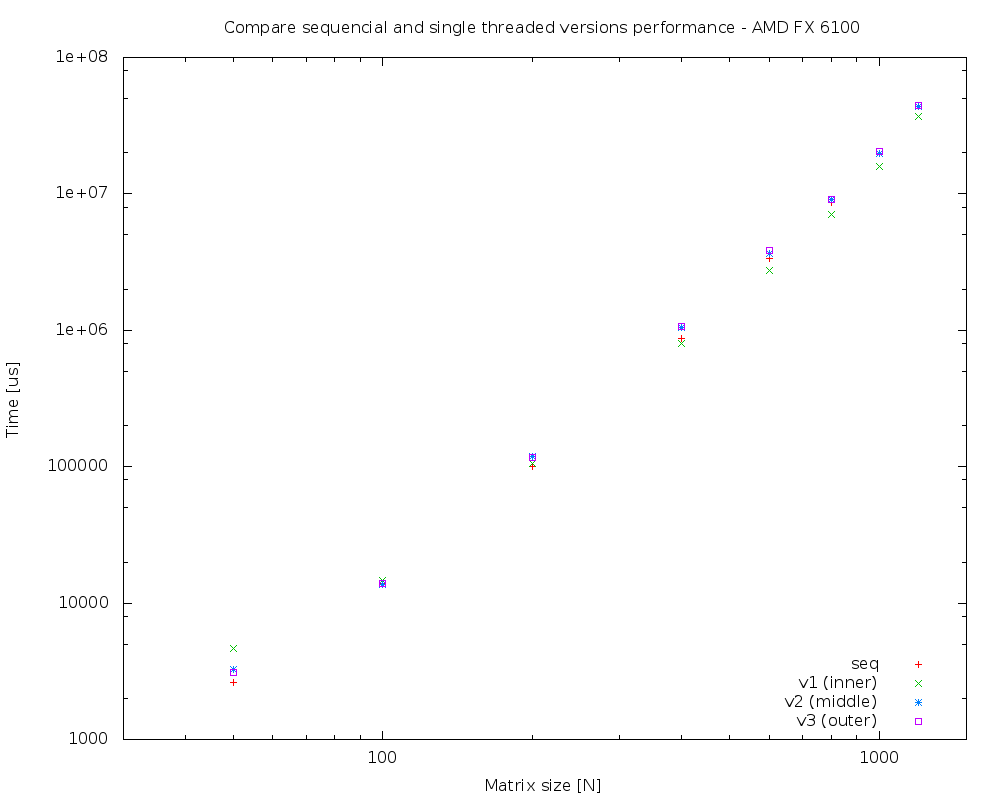 Compare sequencial and single threaded versions performance - AMD FX 6100
1e+08
1e+07
1e+06
100000
10000
1000
Time [us]
100
1000
Matrix size [N]
seq
v1 (inner)
v2 (middle)
v3 (outer)